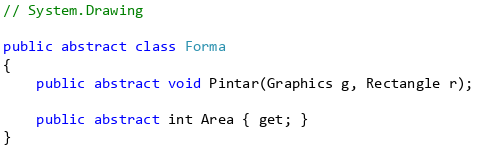 // System.Drawing
public abstract class Forma
{
    public abstract void Pintar(Graphics g, Rectangle r);
    public abstract int Area { get; }
}